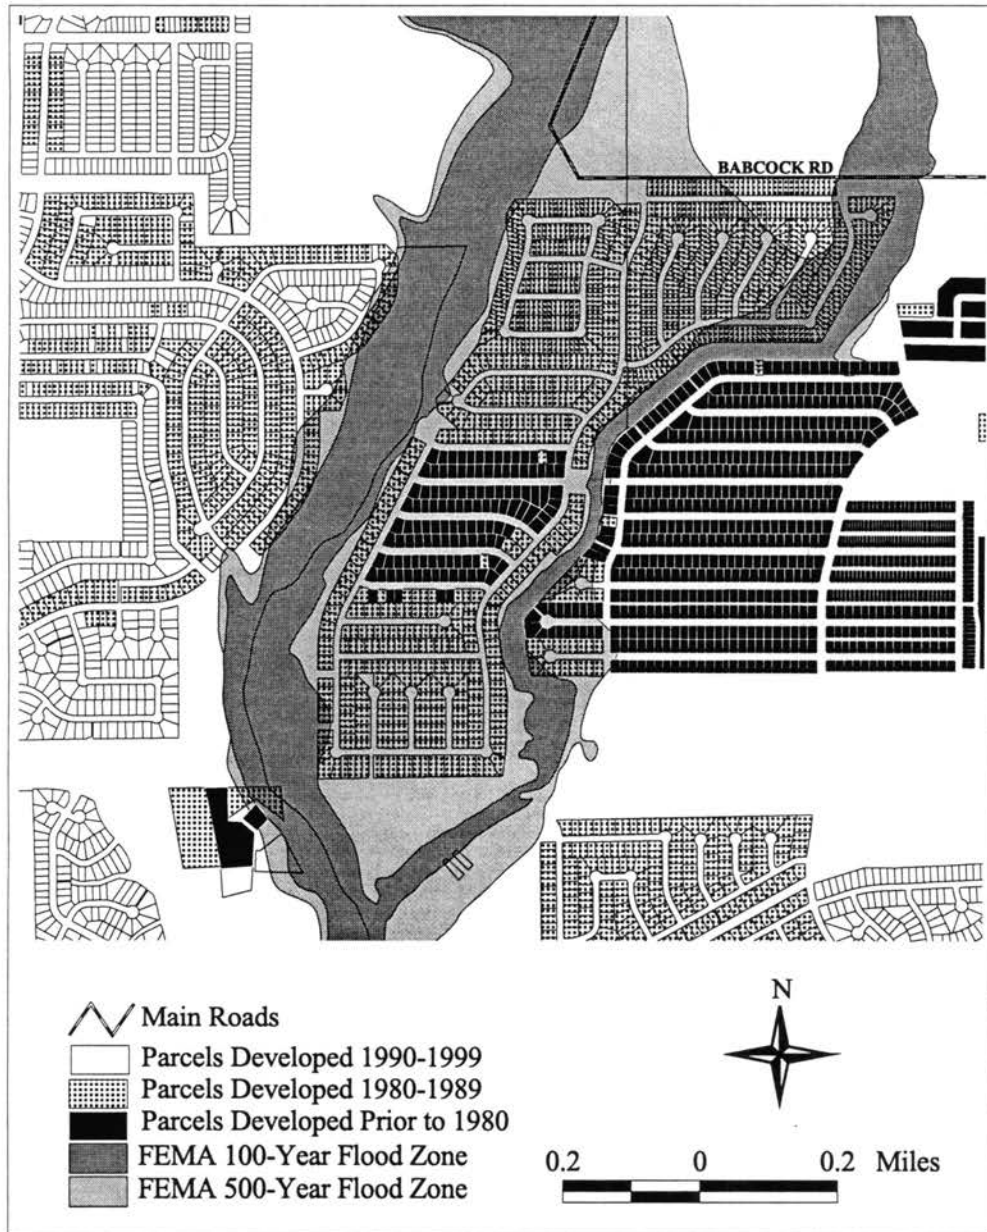 BABCOCK RD
Main Roads
Parcels Developed 1990-1999
Parcels Developed 1980-1989
Parcels Developed Prior to 1980
FEMA 100-Year Flood Zone
FEMA 500-Year Flood Zone
N
0.2 0 0.2 Miles